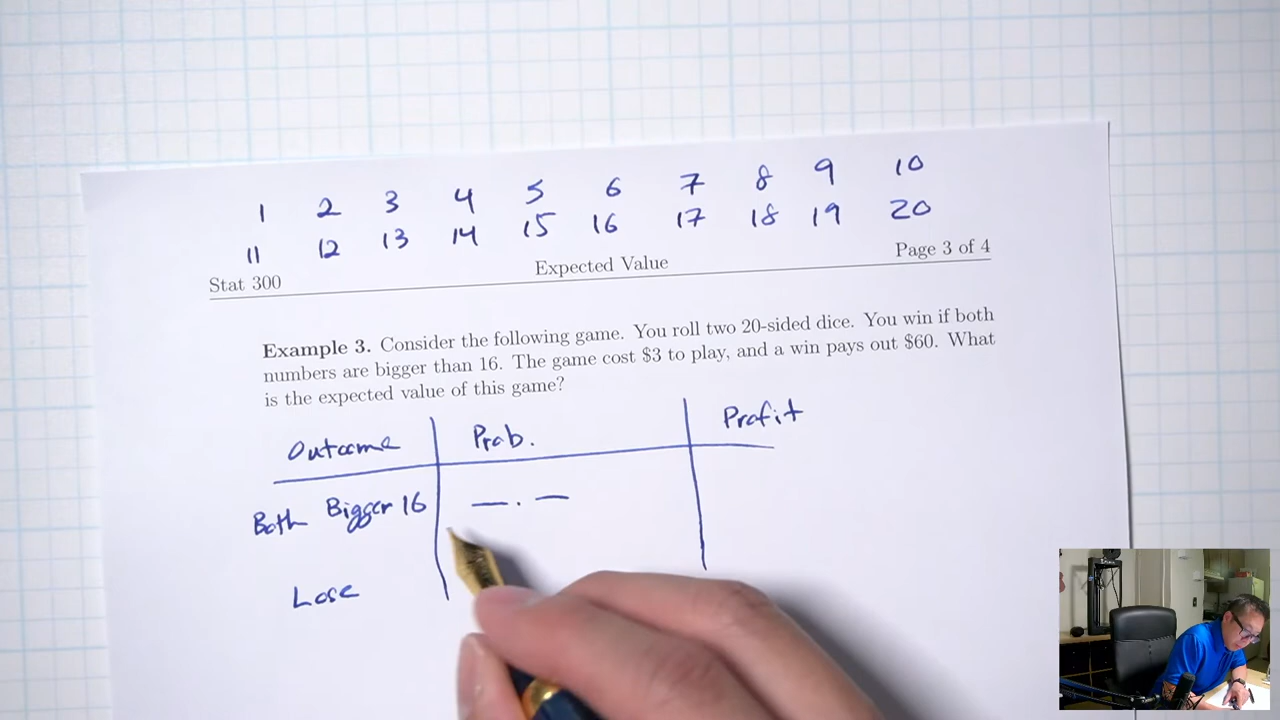 1 2 3 4 5 6 7 8 9 10
11 12 13 14 15 16 17 18 19 20
Stat 300 Expected Value Page 3 of 4
Example 3. Consider the following game. You roll two 20-sided dice. You win if both
numbers are bigger than 16. The game cost $3 to play, and a win pays out $60. What
is the expected value of this game?
Outcome Prob. Profit
Both Bigger 16 — · —
Lose